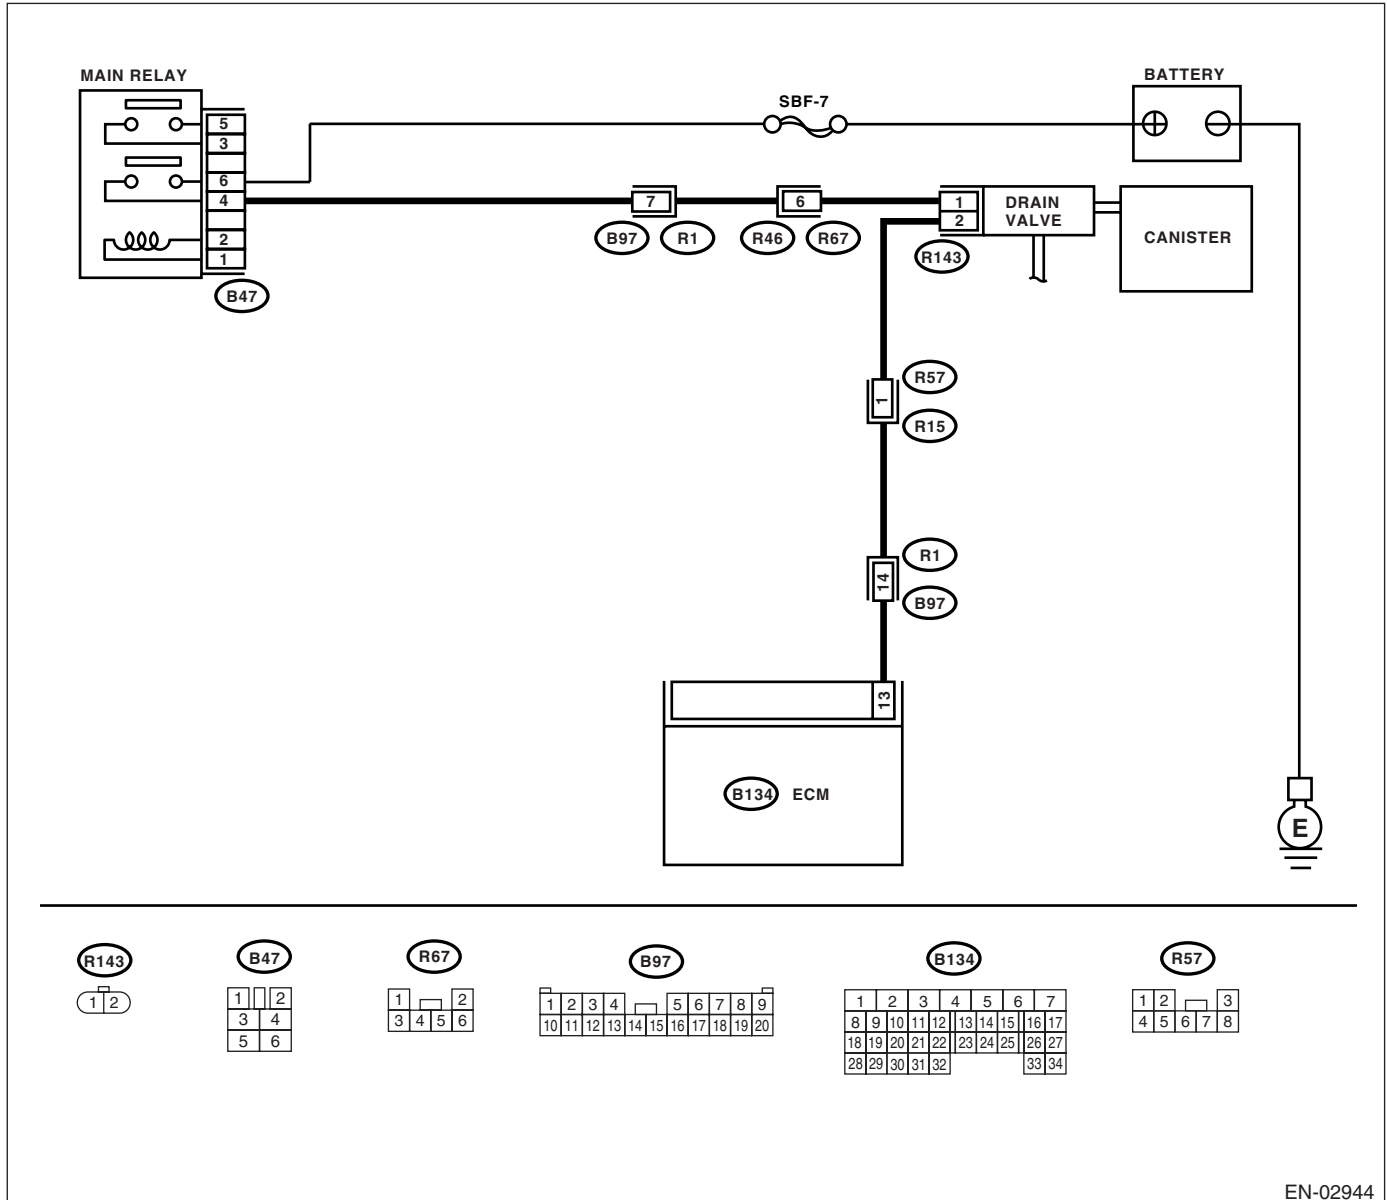 MAIN RELAY
BATTERY
SBF-7
5
3
6
4
2
1
B47
7
B97 R1
6
R46 R67
1
2
R143
DRAIN
VALVE
CANISTER
1
R57
R15
14
R1
B97
13
B134 ECM
E
R143
1 2
B47
1 2
3 4
5 6
R67
1 2
3 4 5 6
B97
1 2 3 4 5 6 7 8 9
10 11 12 13 14 15 16 17 18 19 20
B134
1 2 3 4 5 6 7
8 9 10 11 12 13 14 15 16 17
18 19 20 21 22 23 24 25 26 27
28 29 30 31 32 33 34
R57
1 2 3
4 5 6 7 8
EN-02944